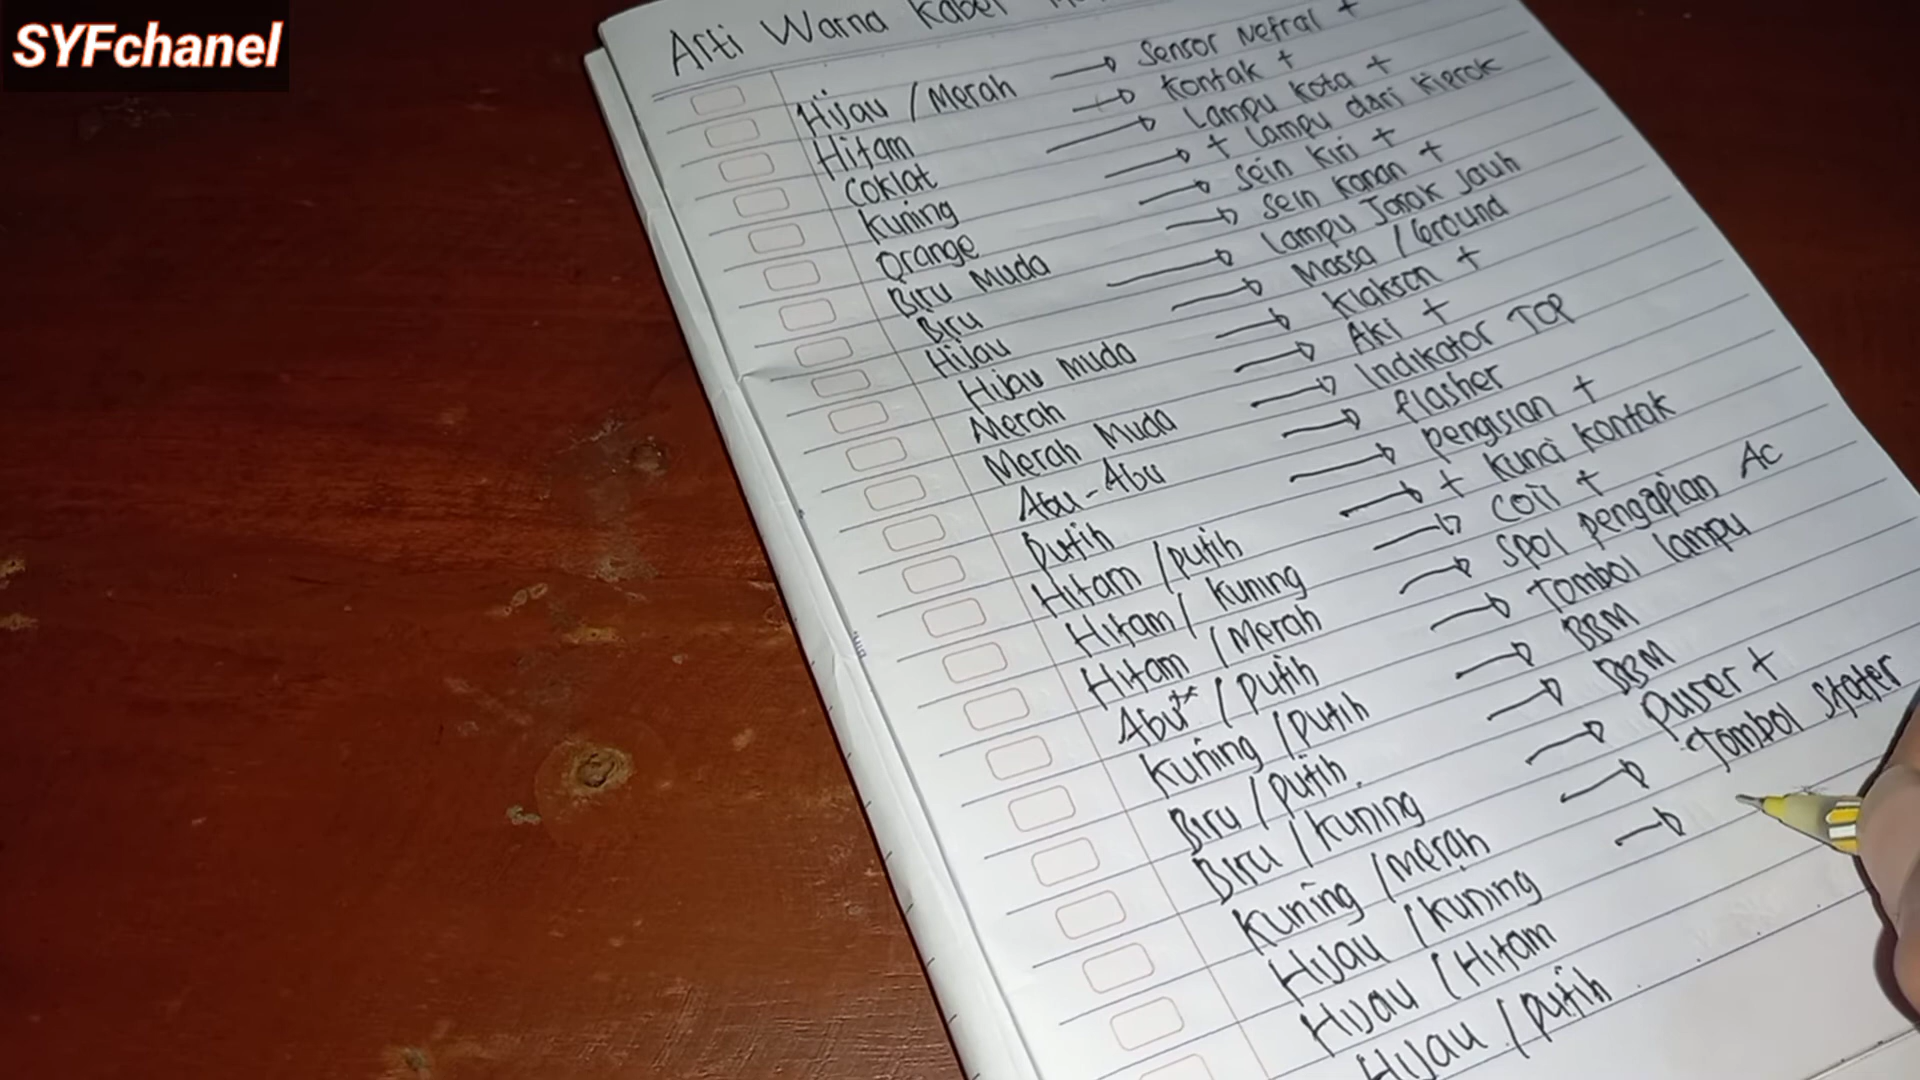 SYFchanel
Arti Warna Kabel
Hijau / Merah → Sensor Netral +
Hitam → Kontak +
Coklat → Lampu kota +
Kuning → + Lampu dari kiprok
Orange → Sein kiri +
Biru Muda → Sein kanan +
Biru → Lampu Jarak Jauh
Hijau → Massa / Ground
Hijau muda → Klakson +
Merah → Aki +
Merah Muda → Indikator TOP
Abu-Abu → flasher
Putih → pengisian +
Hitam / putih → + kunci kontak
Hitam / Kuning → Coil +
Hitam / Merah → Spol pengapian AC
Abu" / putih → Tombol lampu
Kuning / putih → BBM
Biru / putih → BBM
Biru / kuning → Pulser +
Kuning / merah → Tombol stater
Hijau / kuning →
Hijau / Hitam
Hijau / putih